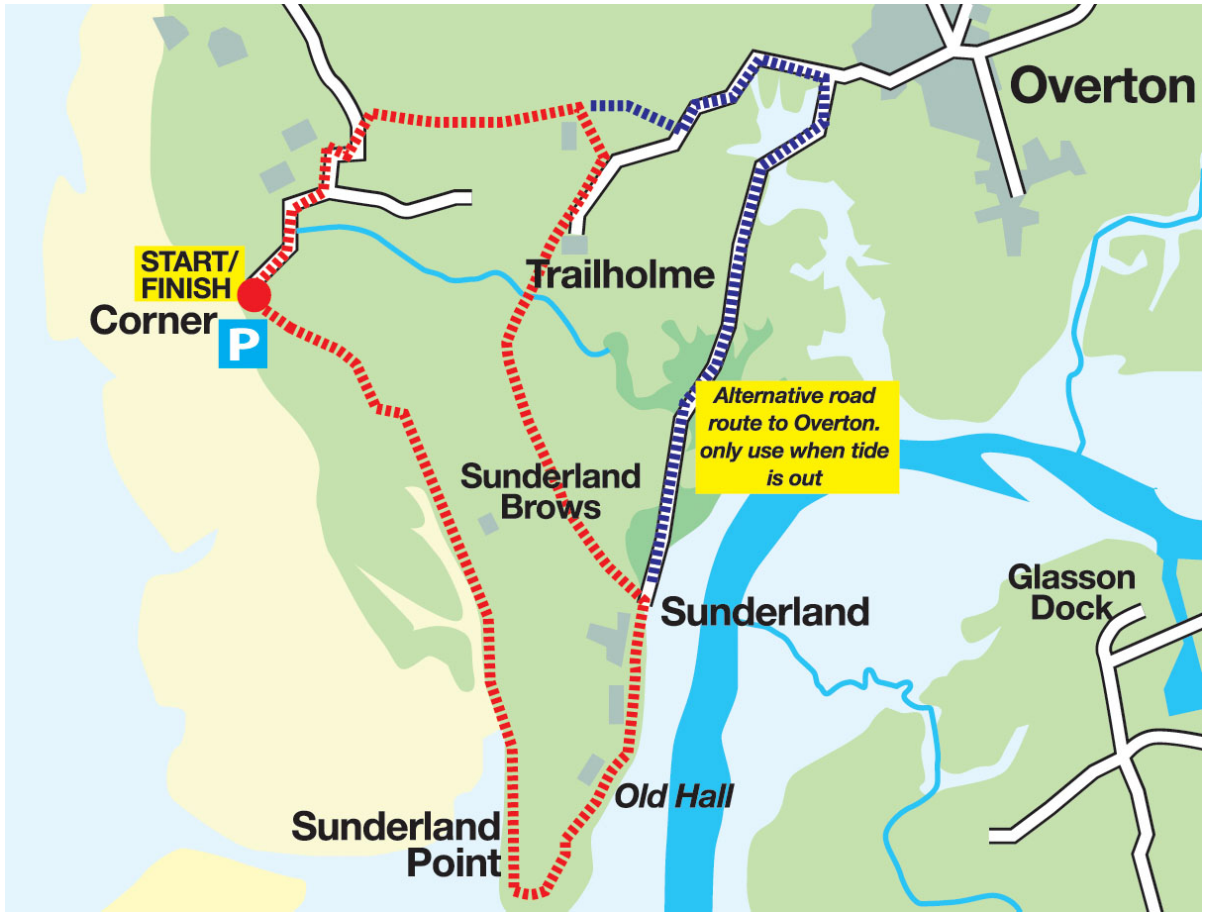 Overton
START/
FINISH
Corner
P
Trailholme
Alternative road
route to Overton.
only use when tide
is out
Sunderland
Brows
Sunderland
Glasson
Dock
Old Hall
Sunderland
Point